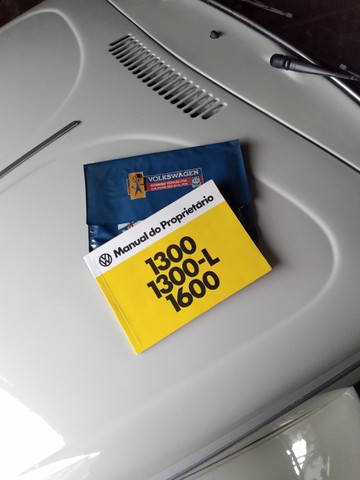 VOLKSWAGEN
Manual do Proprietário
1300
1300-L
1600